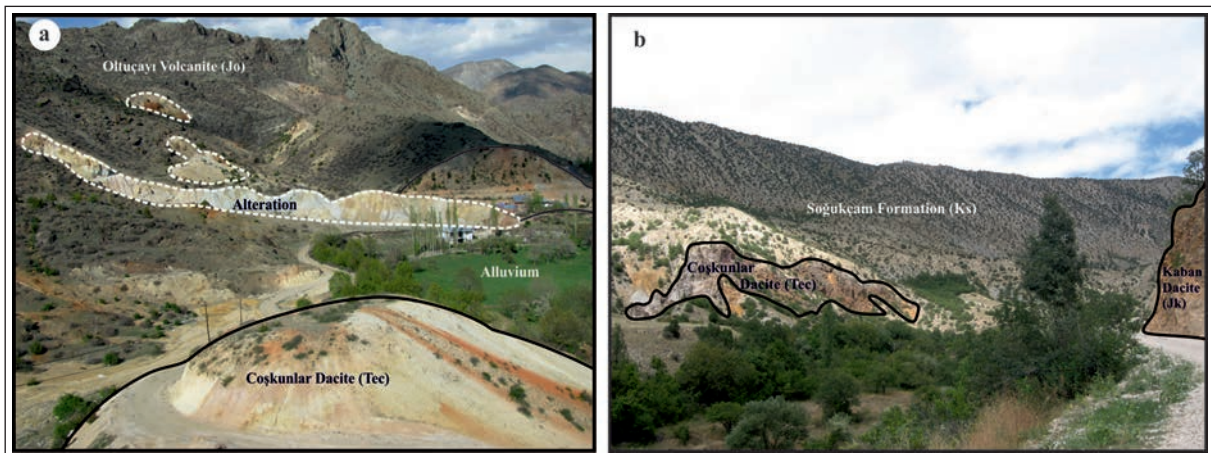 a
Oltuçayı Volcanite (Jo)
Alteration
Alluvium
Coşkunlar Dacite (Tec)
b
Soğukçam Formation (Ks)
Coşkunlar
Dacite (Tec)
Kaban
Dacite
(Jk)